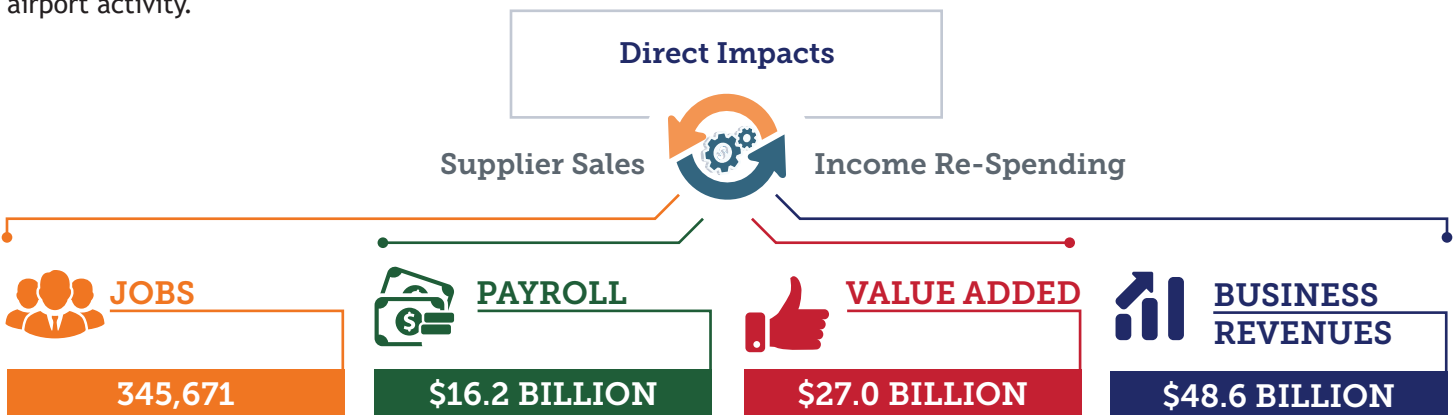 airport activity.
Direct Impacts
Supplier Sales
Income Re-Spending
JOBS
345,671
PAYROLL
$
$16.2 BILLION
VALUE ADDED
$27.0 BILLION
BUSINESS
REVENUES
$48.6 BILLION